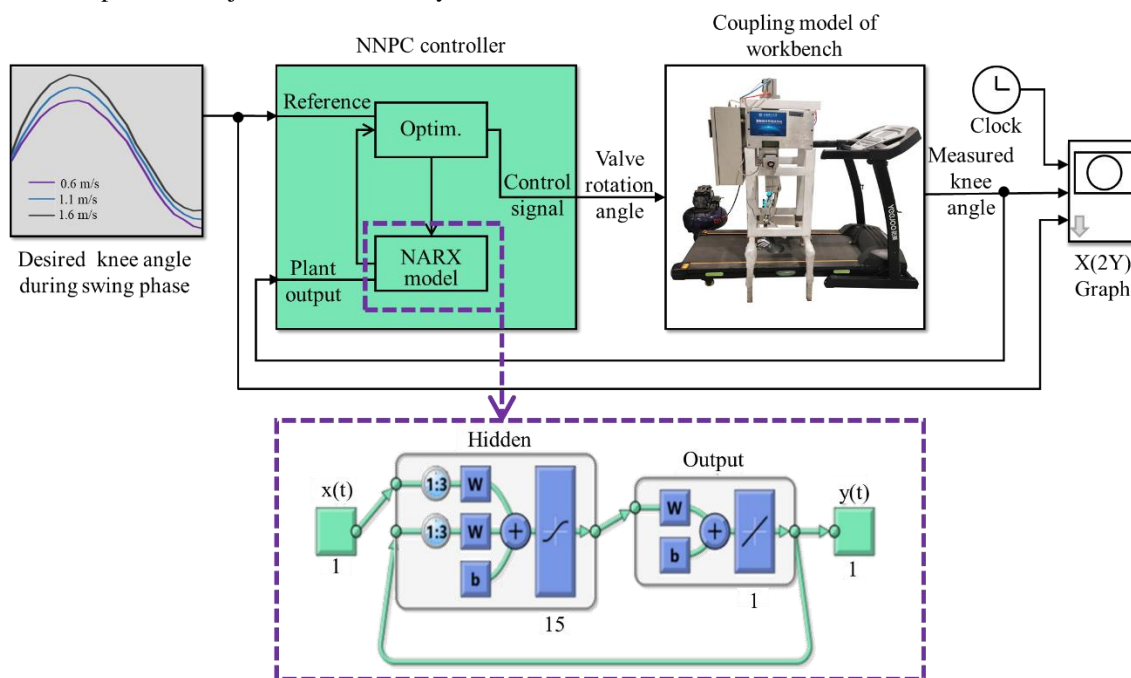 NNPC controller
Coupling model of
workbench
Reference
Optim.
Control
signal
NARX
model
Plant
output
0.6 m/s
1.1 m/s
1.6 m/s
Desired knee angle
during swing phase
Valve
rotation
angle
Measured
knee
angle
Clock
X(2Y)
Graph
Hidden
Output
x(t)
1
1:3
W
1:3
W
b
+
15
W
b
+
1
y(t)
1